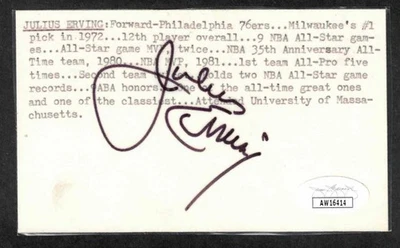 JULIUS ERVING:Forward-Philadelphia 76ers...Milwaukee's #1
pick in 1972...12th player overall...9 NBA All-Star gam-
es...All-Star game MVP twice...NBA 35th Anniversary All-
Time team, 1980...NBA MVP, 1981...1st team All-Pro five
times...Second team holds two NBA All-Star game
records...ABA honors of the all-time great ones
and one of the classiest...Attended University of Massa-
chusetts.
Julius
Erving
JSA
AW16414